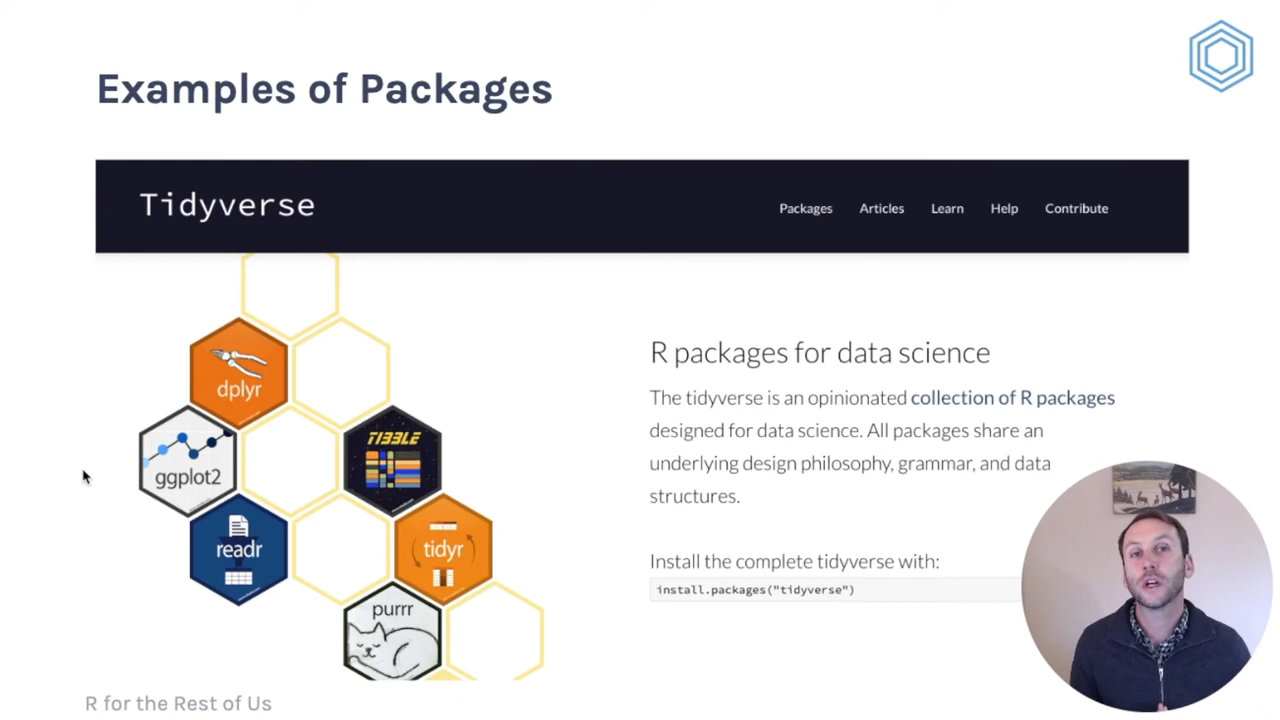 Examples of Packages
Tidyverse
Packages Articles Learn Help Contribute
dplyr
ggplot2
TIBBLE
readr
tidyr
purrr
R packages for data science
The tidyverse is an opinionated collection of R packages
designed for data science. All packages share an
underlying design philosophy, grammar, and data
structures.
Install the complete tidyverse with:
install.packages("tidyverse")
R for the Rest of Us